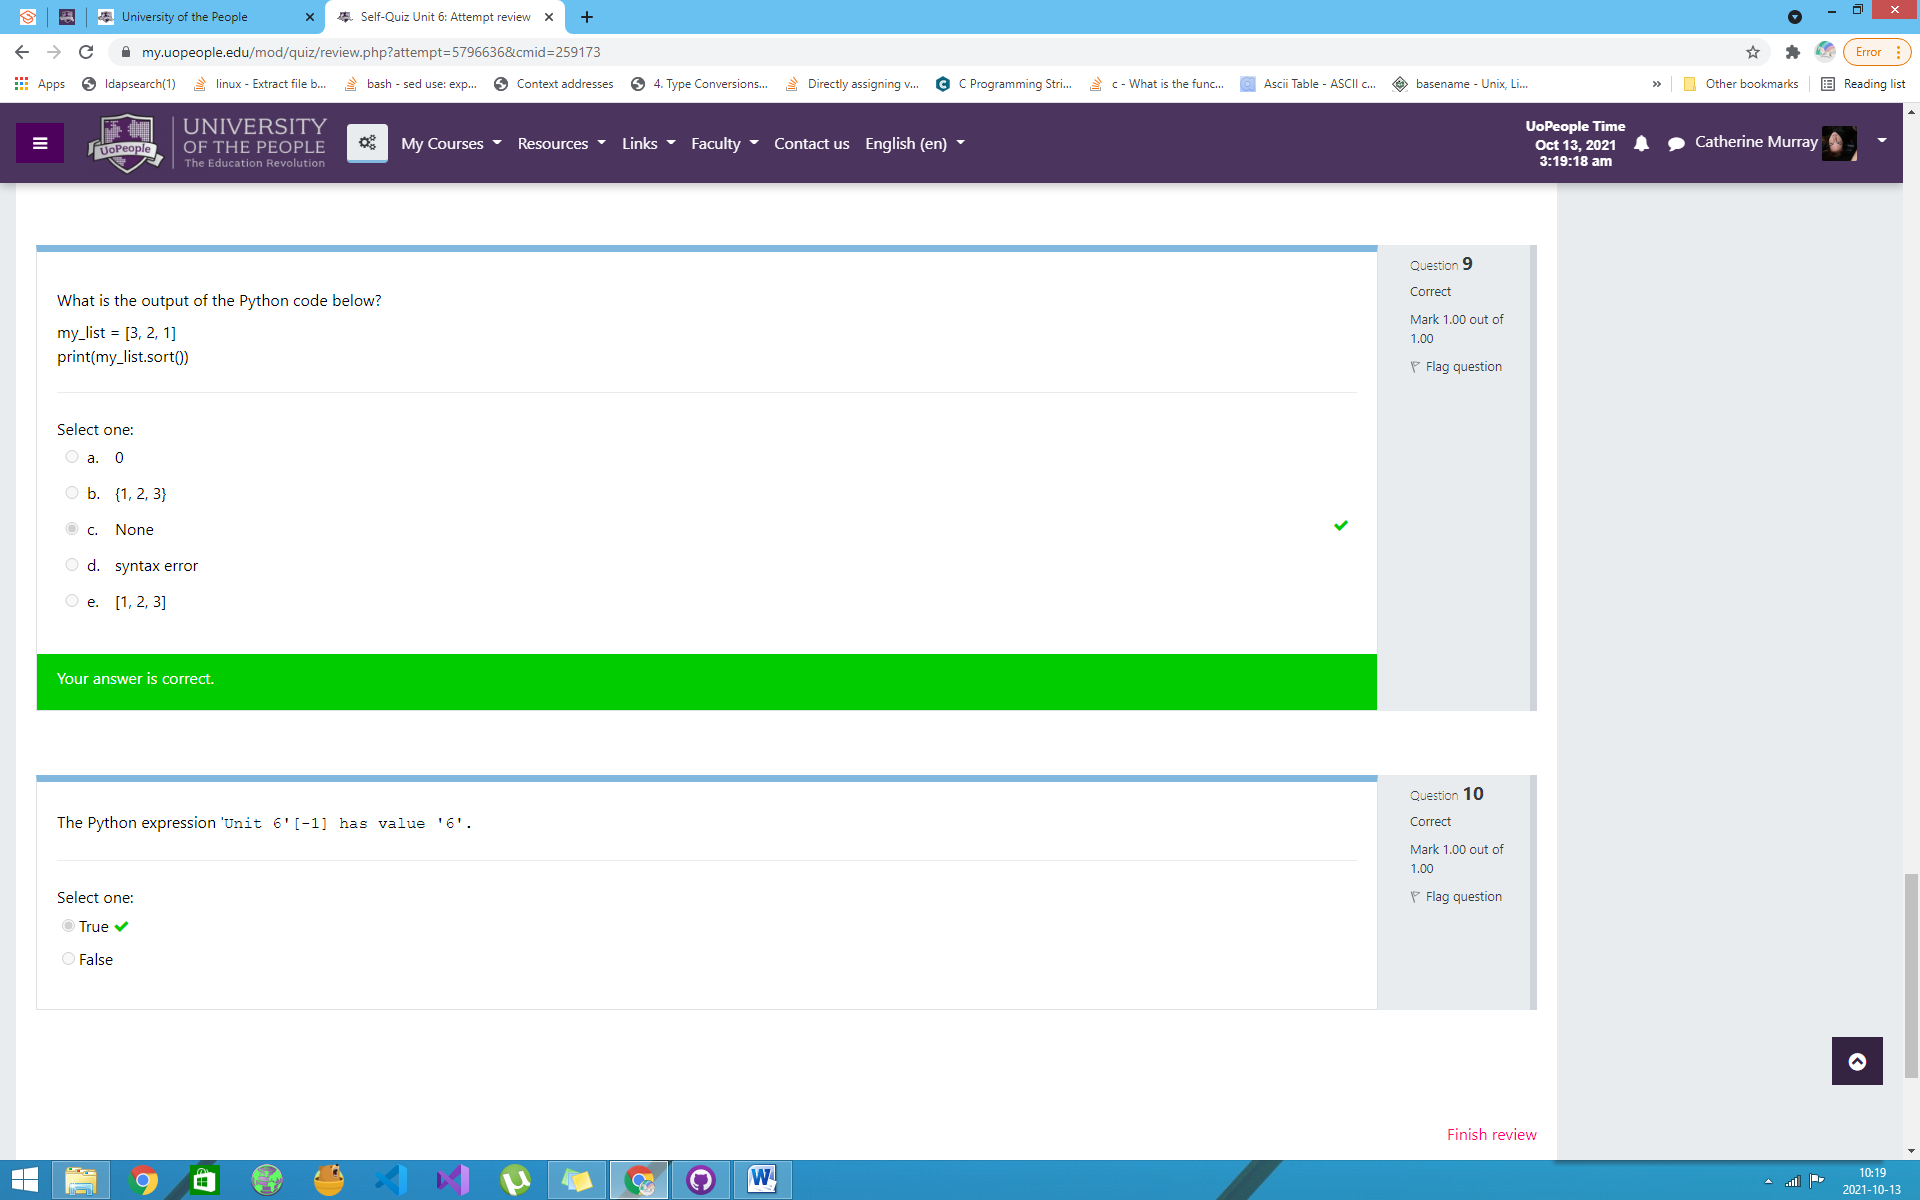 University of the People
Self-Quiz Unit 6: Attempt review
my.uopeople.edu/mod/quiz/review.php?attempt=5796636&cmid=259173
Error
Apps
ldapsearch(1)
linux - Extract file b...
bash - sed use: exp...
Context addresses
4. Type Conversions...
Directly assigning v...
C Programming Stri...
c - What is the func...
Ascii Table - ASCII c...
basename - Unix, Li...
»
Other bookmarks
Reading list
UoPeople
UNIVERSITY
OF THE PEOPLE
The Education Revolution
My Courses
Resources
Links
Faculty
Contact us
English (en)
UoPeople Time
Oct 13, 2021
3:19:18 am
Catherine Murray
What is the output of the Python code below?
my_list = [3, 2, 1]
print(my_list.sort())
Select one:
a. 0
b. {1, 2, 3}
c. None
d. syntax error
e. [1, 2, 3]
Your answer is correct.
Question 9
Correct
Mark 1.00 out of
1.00
Flag question
The Python expression 'Unit 6'[-1] has value '6'.
Select one:
True
False
Question 10
Correct
Mark 1.00 out of
1.00
Flag question
Finish review
10:19
2021-10-13